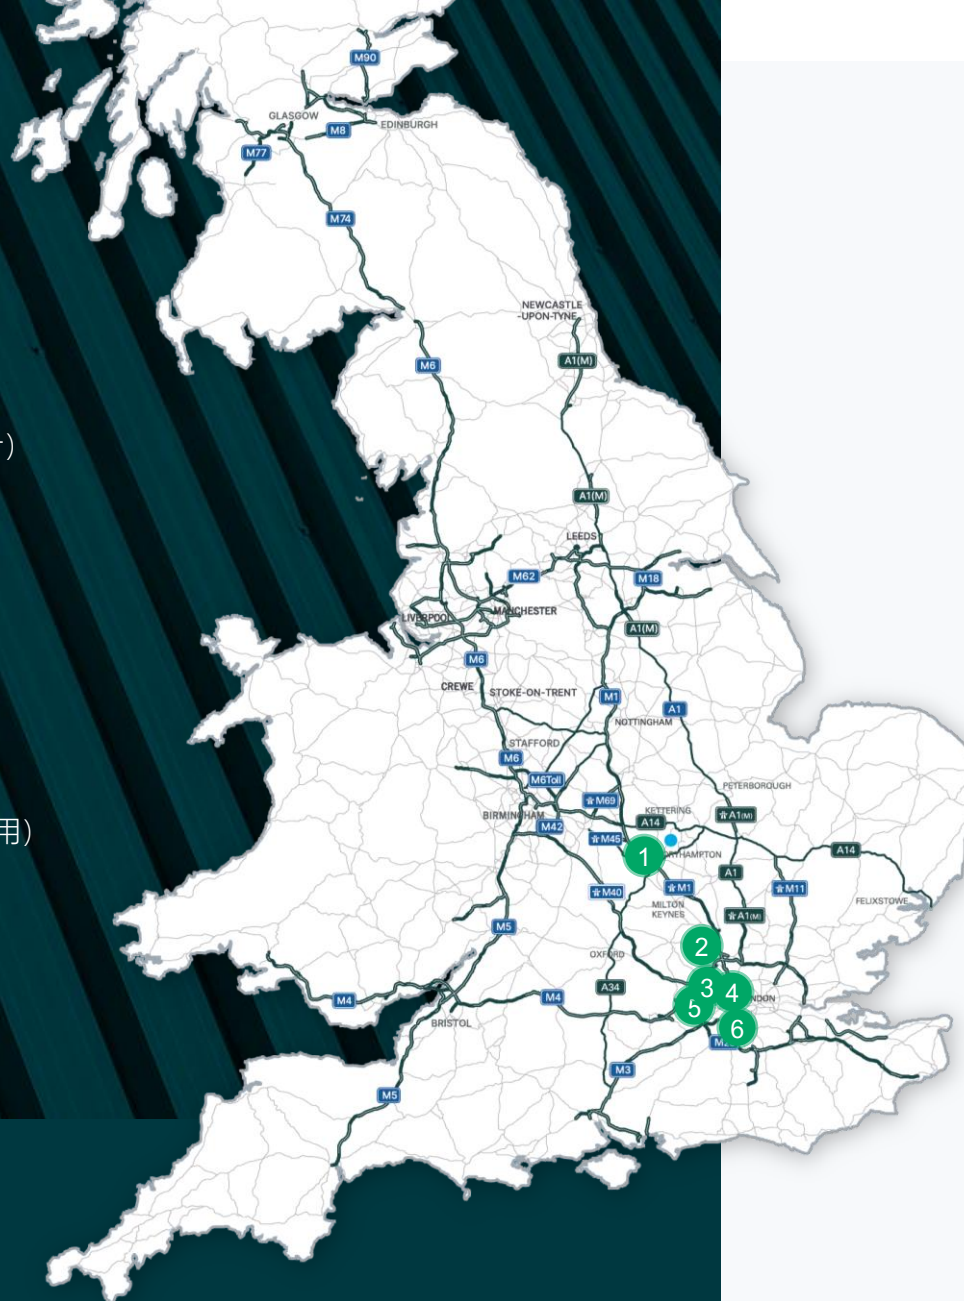 M90
GLASGOW
M8
EDINBURGH
M77
M74
NEWCASTLE
-UPON-TYNE
A1(M)
M6
)
A1(M)
LEEDS
M62
M18
LIVERPOOL
MANCHESTER
A1(M)
M6
CREWE
STOKE-ON-TRENT
M1
A1
NOTTINGHAM
STAFFORD
M6
M6Toll
PETERBOROUGH
M69
KETTERING
BIRMINGHAM
A14
A1(M)
M42
用)
M45
A14
1
A1
M40
M1
M11
MILTON
KEYNES
FELIXSTOWE
A1(M)
M5
2
OXFORD
A34
3
4
M4
M4
5
BRISTOL
6
M3
M5